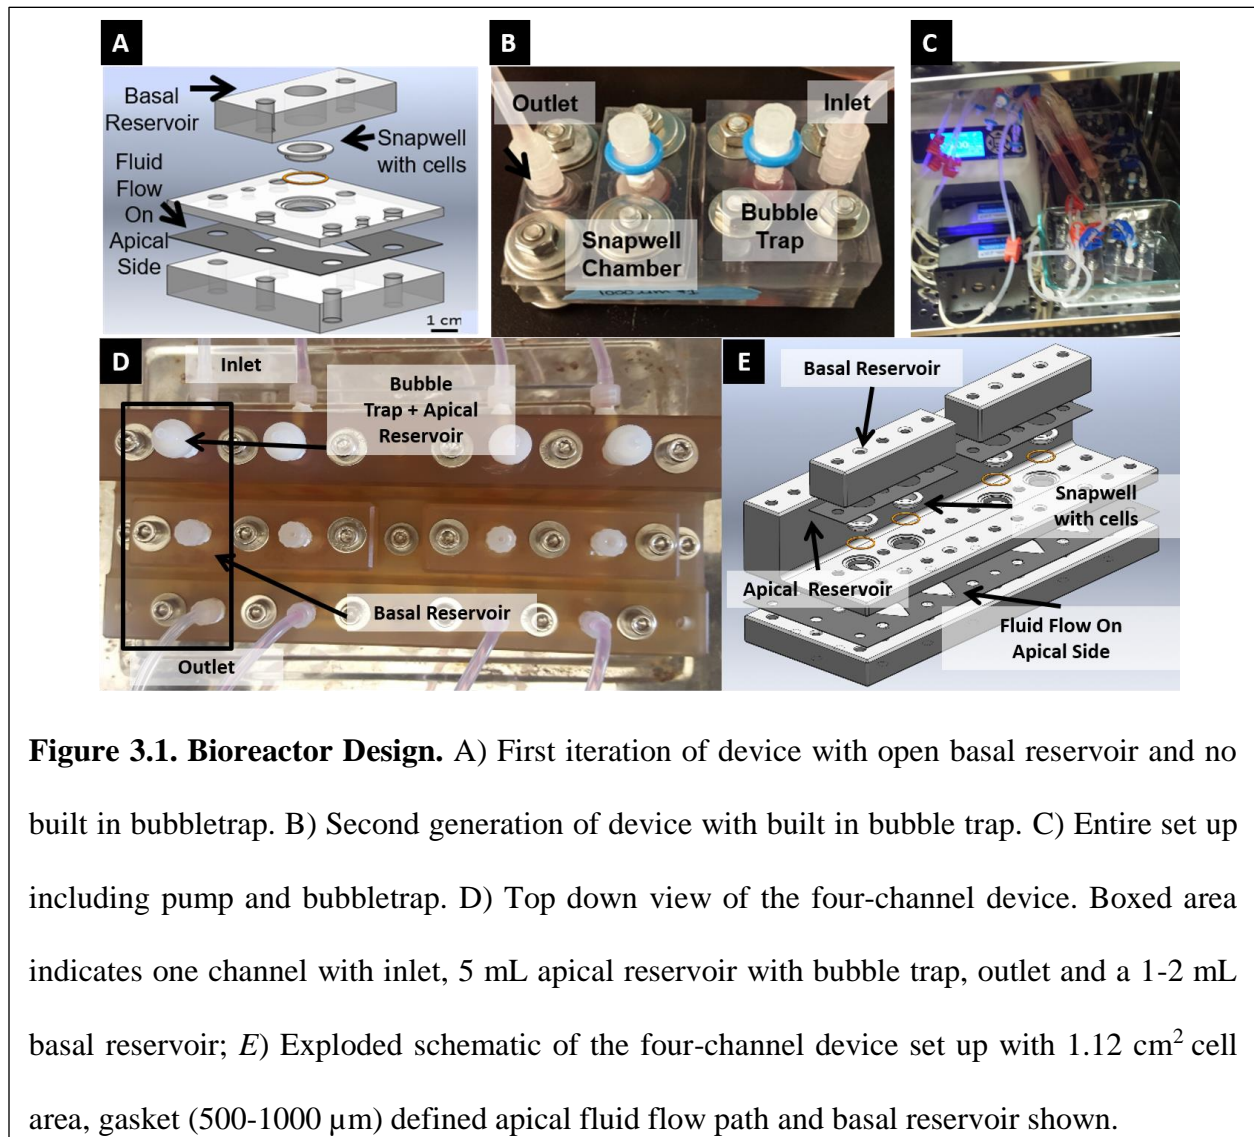 A
Basal
Reservoir
Snapwell
with cells
Fluid
Flow
On
Apical
Side
1 cm
B
Outlet
Inlet
Snapwell
Chamber
Bubble
Trap
C
D
Inlet
Bubble
Trap + Apical
Reservoir
Basal Reservoir
Outlet
E
Basal Reservoir
Snapwell
with cells
Apical Reservoir
Fluid Flow On
Apical Side
Figure 3.1. Bioreactor Design. A) First iteration of device with open basal reservoir and no
built in bubbletrap. B) Second generation of device with built in bubble trap. C) Entire set up
including pump and bubbletrap. D) Top down view of the four-channel device. Boxed area
indicates one channel with inlet, 5 mL apical reservoir with bubble trap, outlet and a 1-2 mL
basal reservoir; E) Exploded schematic of the four-channel device set up with 1.12 cm² cell
area, gasket (500-1000 µm) defined apical fluid flow path and basal reservoir shown.